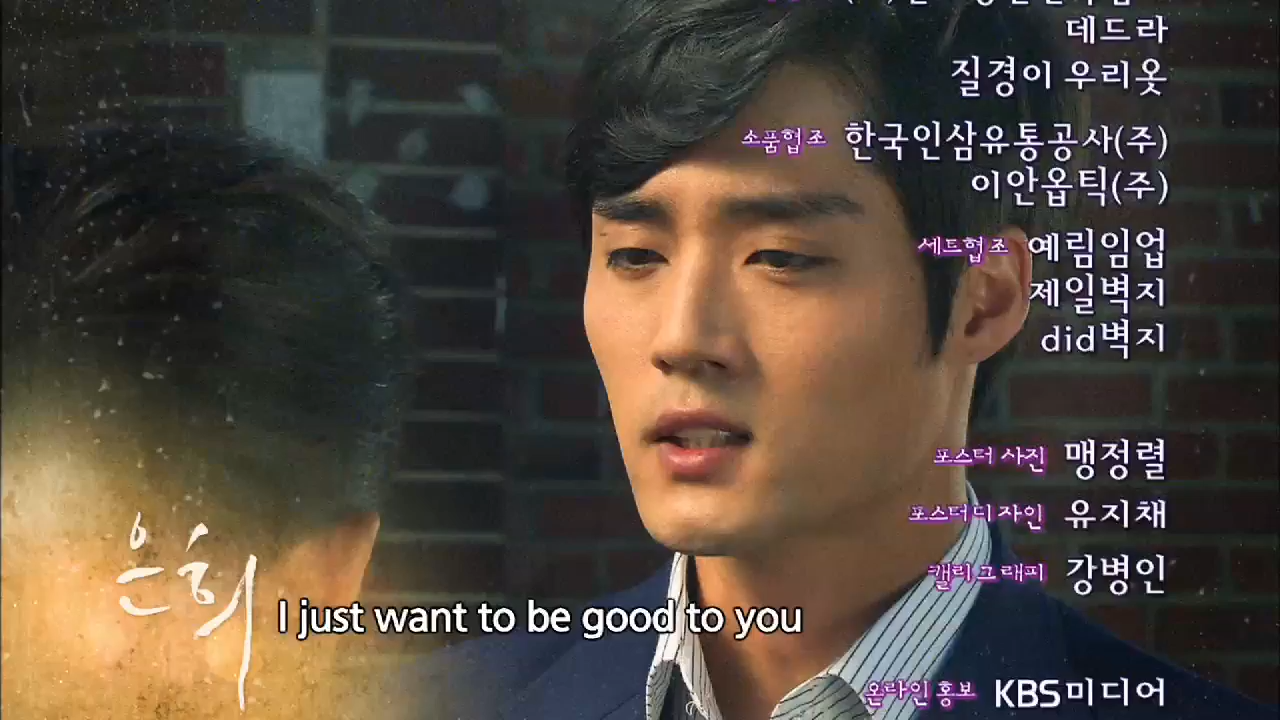 데드라
질경이 우리옷
소품협조 한국인삼유통공사(주)
이안옵틱(주)
세트협조 예림임업
제일벽지
did벽지
포스터 사진 맹정렬
포스터디자인 유지채
캘리그래피 강병인
은희
I just want to be good to you
온라인 홍보 KBS미디어